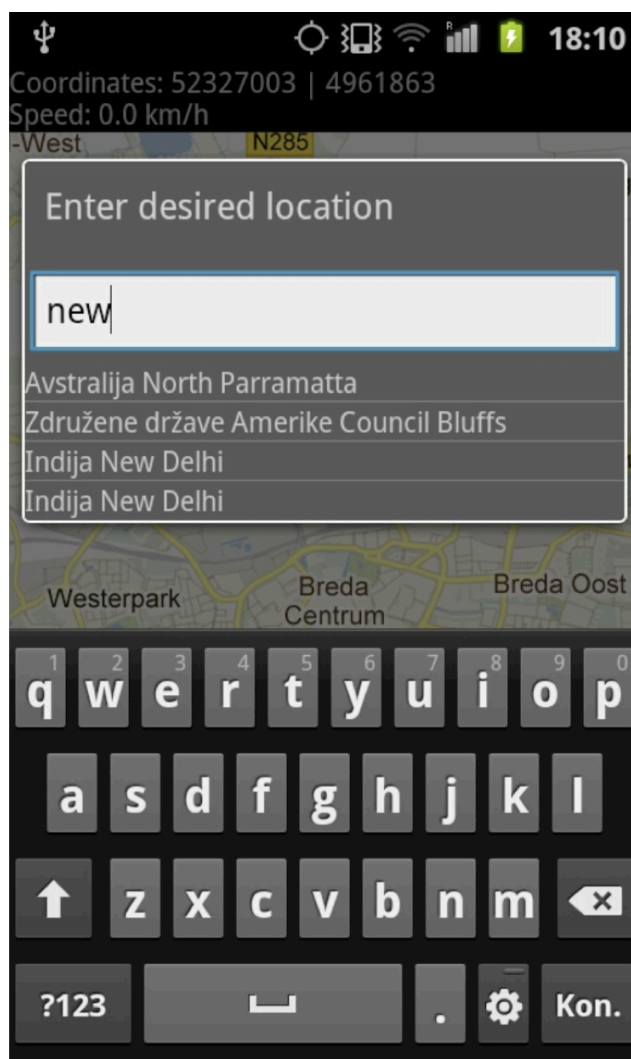 R
18:10
Coordinates: 52327003 | 4961863
Speed: 0.0 km/h
-West
N285
Enter desired location
new
Avstralija North Parramatta
Združene države Amerike Council Bluffs
Indija New Delhi
Indija New Delhi
Westerpark
Breda
Centrum
Breda Oost
1 2 3 4 5 6 7 8 9 0
q w e r t y u i o p
a s d f g h j k l
z x c v b n m
?123 . Kon.